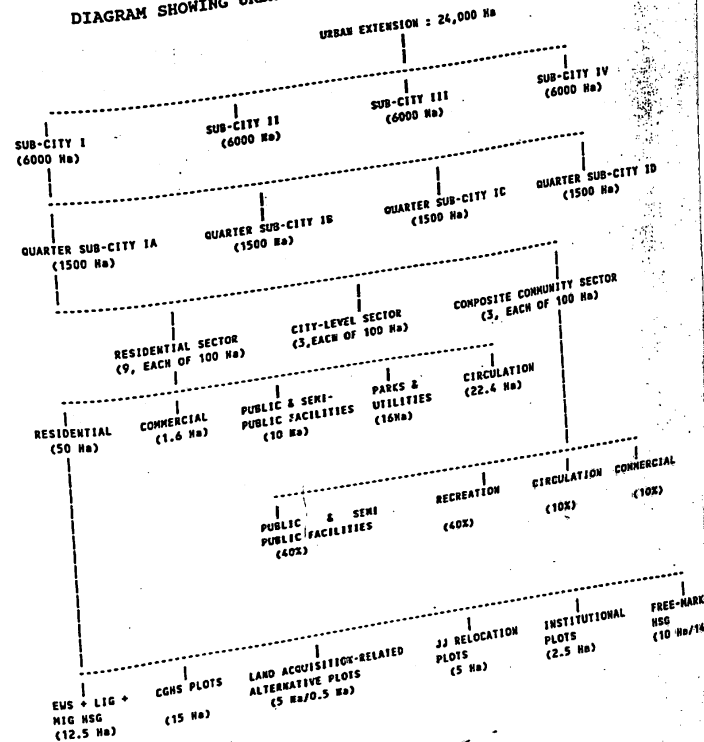 DIAGRAM SHOWING
URBAN EXTENSION : 24,000 Ha
SUB-CITY I
(6000 Ha)
SUB-CITY II
(6000 Ha)
SUB-CITY III
(6000 Ha)
SUB-CITY IV
(6000 Ha)
QUARTER SUB-CITY IA
(1500 Ha)
QUARTER SUB-CITY IB
(1500 Ha)
QUARTER SUB-CITY IC
(1500 Ha)
QUARTER SUB-CITY ID
(1500 Ha)
RESIDENTIAL SECTOR
(9, EACH OF 100 Ha)
CITY-LEVEL SECTOR
(3,EACH OF 100 Ha)
COMPOSITE COMMUNITY SECTOR
(3, EACH OF 100 Ha)
RESIDENTIAL
(50 Ha)
COMMERCIAL
(1.6 Ha)
PUBLIC & SEMI-
PUBLIC FACILITIES
(10 Ha)
PARKS &
UTILITIES
(16Ha)
CIRCULATION
(22.4 Ha)
PUBLIC & SEMI
PUBLIC FACILITIES
(40%)
RECREATION
(40%)
CIRCULATION
(10%)
COMMERCIAL
(10%)
EWS + LIG +
MIG HSG
(12.5 Ha)
CGHS PLOTS
(15 Ha)
LAND ACQUISITION-RELATED
ALTERNATIVE PLOTS
(5 Ha/0.5 Ha)
JJ RELOCATION
PLOTS
(5 Ha)
INSTITUTIONAL
PLOTS
(2.5 Ha)
FREE-MARK
HSG
(10 Ha/14